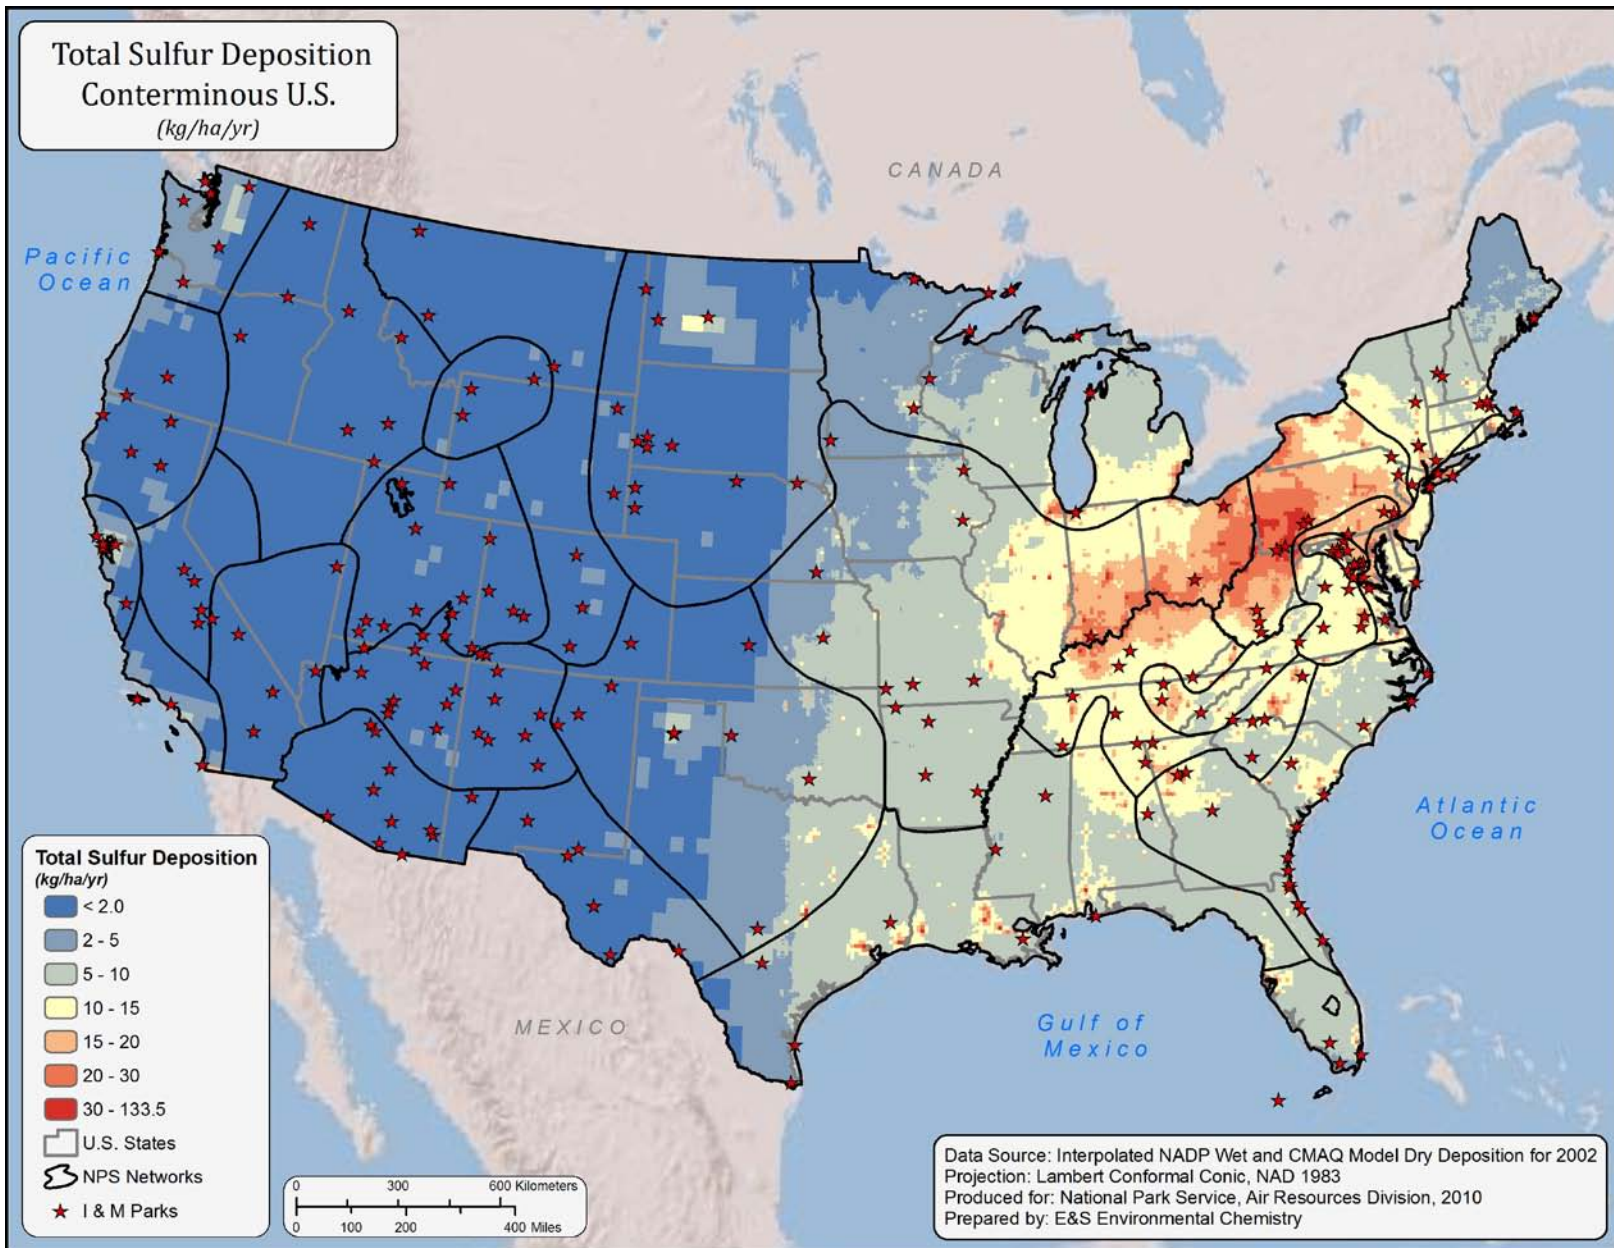 Total Sulfur Deposition
Conterminous U.S.
(kg/ha/yr)
CANADA
Pacific
Ocean
Atlantic
Ocean
Gulf of
Mexico
MEXICO
Total Sulfur Deposition
(kg/ha/yr)
< 2.0
2 - 5
5 - 10
10 - 15
15 - 20
20 - 30
30 - 133.5
U.S. States
NPS Networks
I & M Parks
0 300 600 Kilometers
0 100 200 400 Miles
Data Source: Interpolated NADP Wet and CMAQ Model Dry Deposition for 2002
Projection: Lambert Conformal Conic, NAD 1983
Produced for: National Park Service, Air Resources Division, 2010
Prepared by: E&S Environmental Chemistry